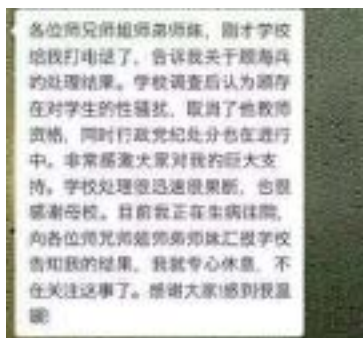 各位师兄师姐师弟师妹，刚才学校
给我打电话了，告诉我关于顾海兵
的处理结果。学校调查后认为顾存
在对学生的性骚扰，取消了他教师
资格，同时行政党纪处分也在进行
中。非常感激大家对我的巨大支
持。学校处理很迅速很果断，也很
感谢母校。目前我正在生病住院，
向各位师兄师姐师弟师妹汇报学校
告知我的结果，我就专心休息，不
在关注这事了。感谢大家!感到很温
暖!